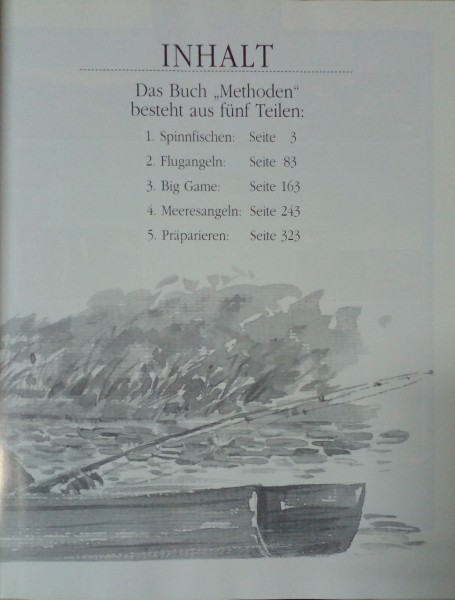 INHALT
Das Buch „Methoden“
besteht aus fünf Teilen:
1. Spinnfischen: Seite 3
2. Flugangeln: Seite 83
3. Big Game: Seite 163
4. Meeresangeln: Seite 243
5. Präparieren: Seite 323